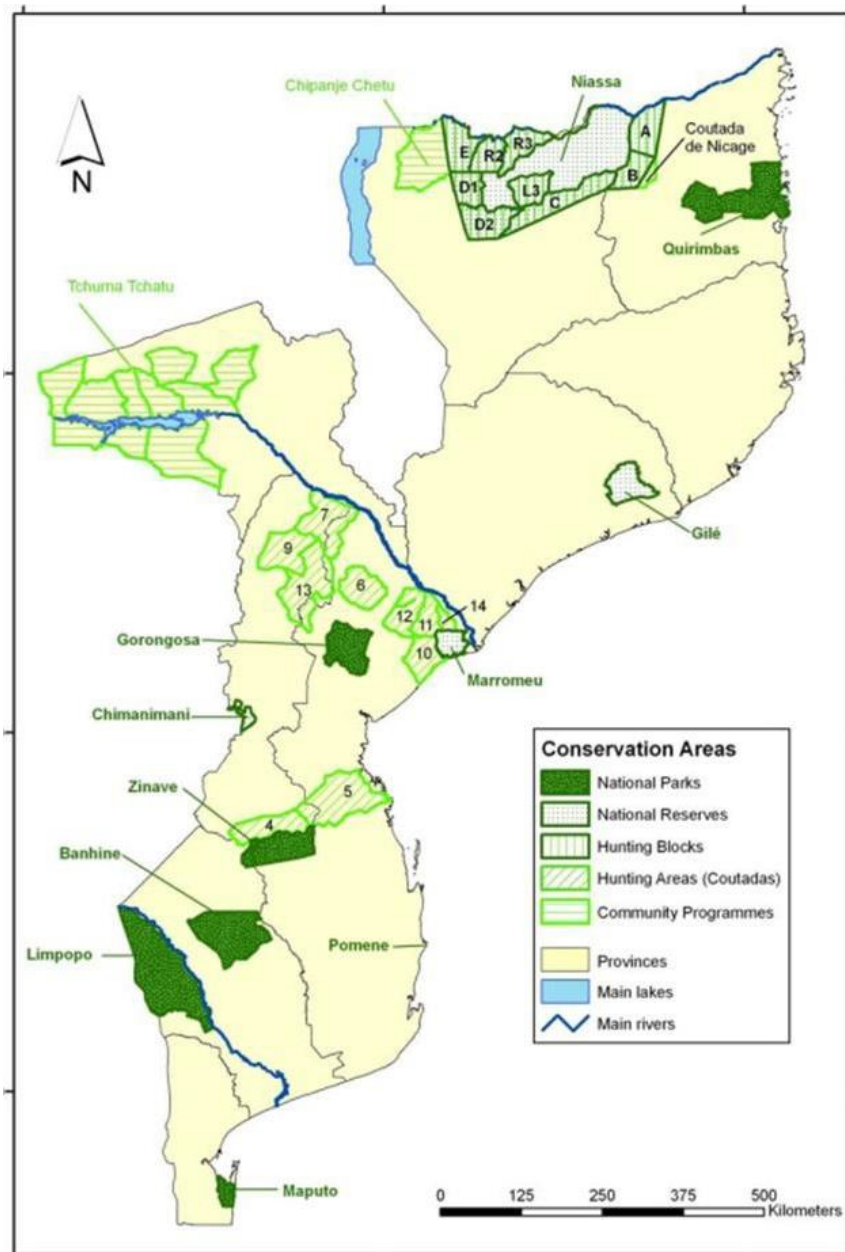 Niassa
Chipanje Chetu
A
Coutada
de Nicage
E
R2
R3
D1
L3
B
C
D2
N
Quirimbas
Tchuma Tchatu
7
Gilé
9
6
13
14
12
11
Gorongosa
10
Marromeu
Chimanimani
Zinave
5
4
Banhine
Pomene
Limpopo
Maputo
Conservation Areas
National Parks
National Reserves
Hunting Blocks
Hunting Areas (Coutadas)
Community Programmes
Provinces
Main lakes
Main rivers
0 125 250 375 500
Kilometers